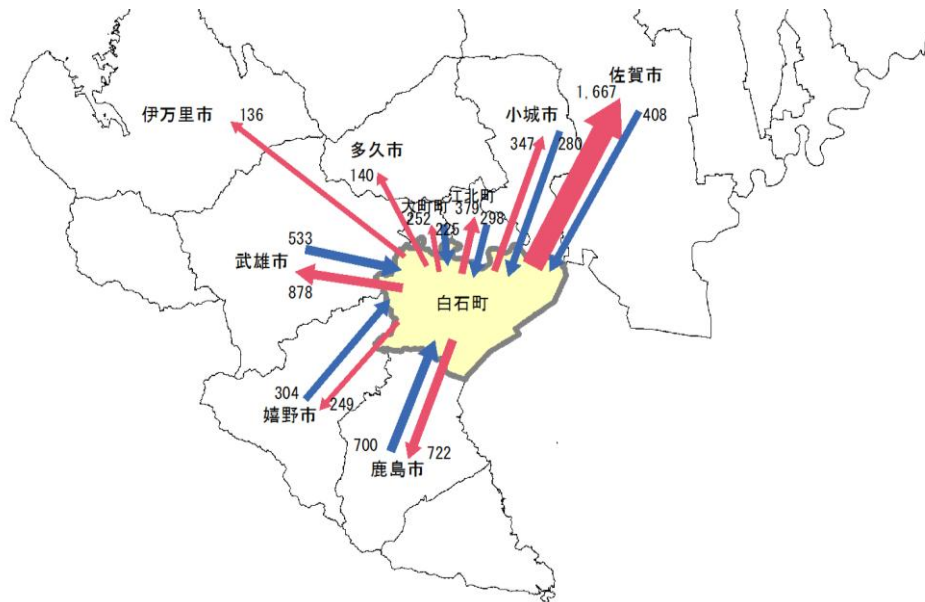 佐賀市
1,667
408
小城市
347
280
伊万里市
136
多久市
140
大町町
252
225
江北町
379
298
533
武雄市
878
白石町
304
249
嬉野市
700
722
鹿島市